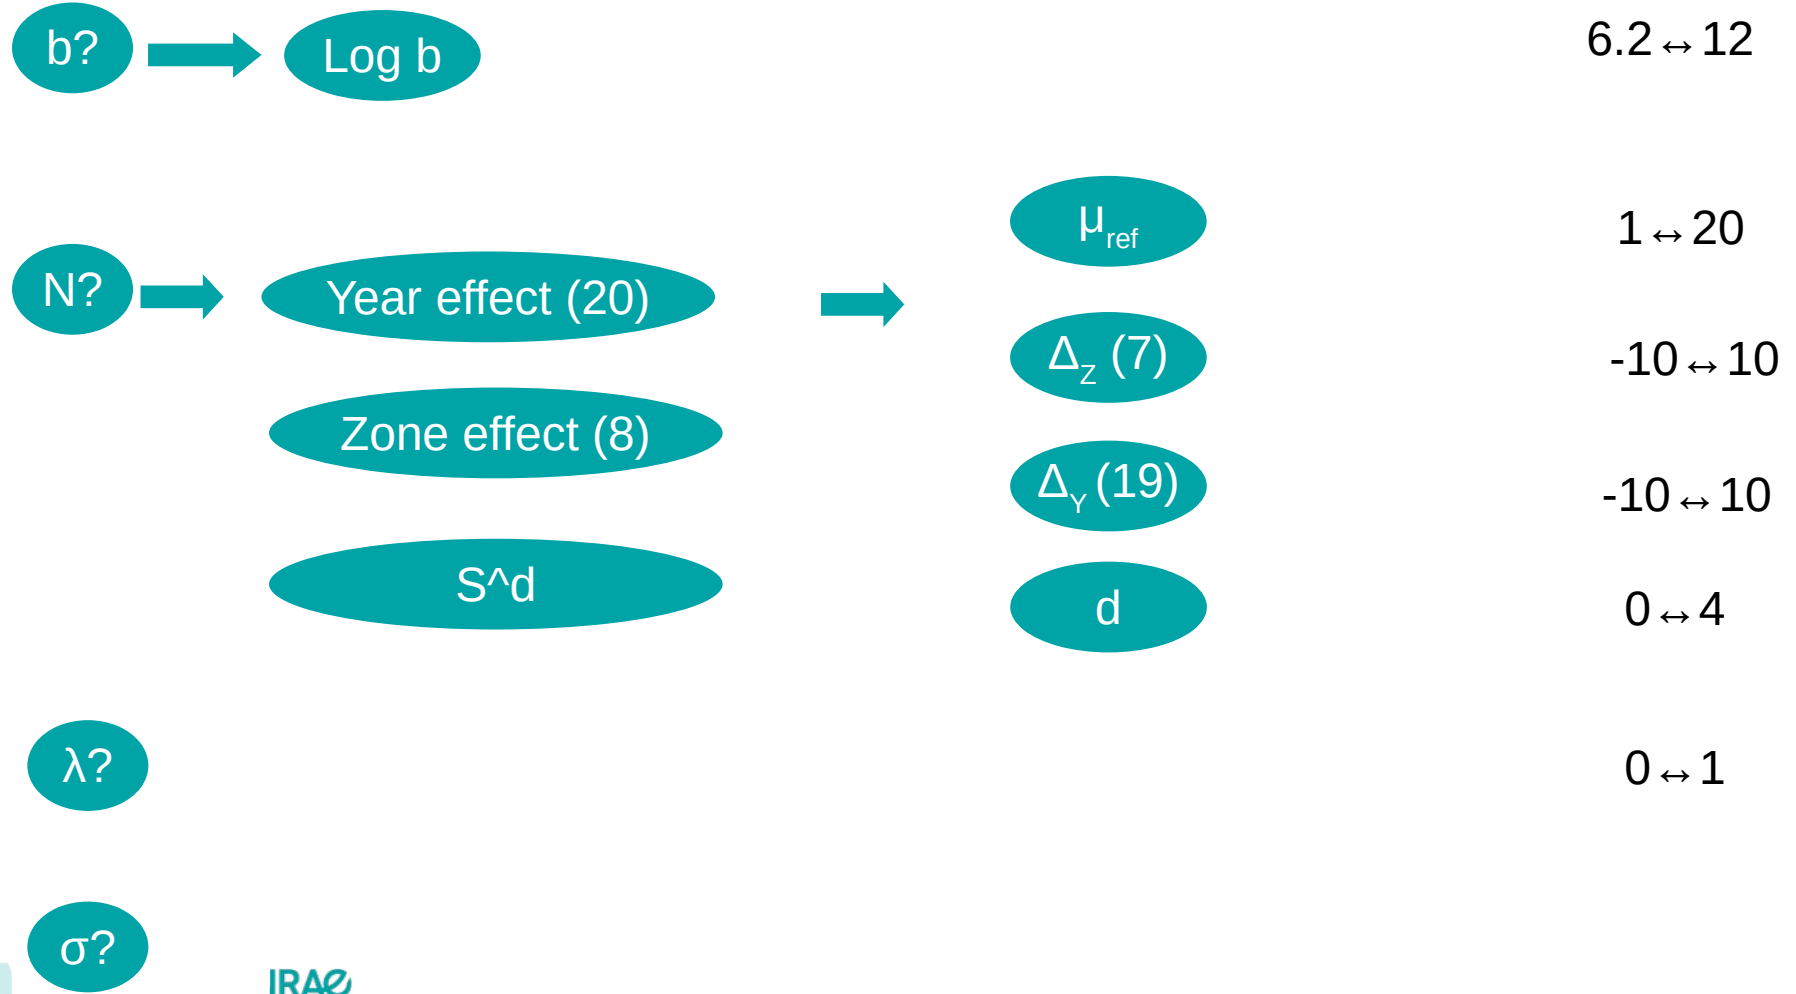 b?
Log b
6.2↔12
μref
1↔20
N?
Year effect (20)
ΔZ (7)
-10↔10
Zone effect (8)
ΔY (19)
-10↔10
S^d
d
0↔4
λ?
0↔1
σ?
INRAE